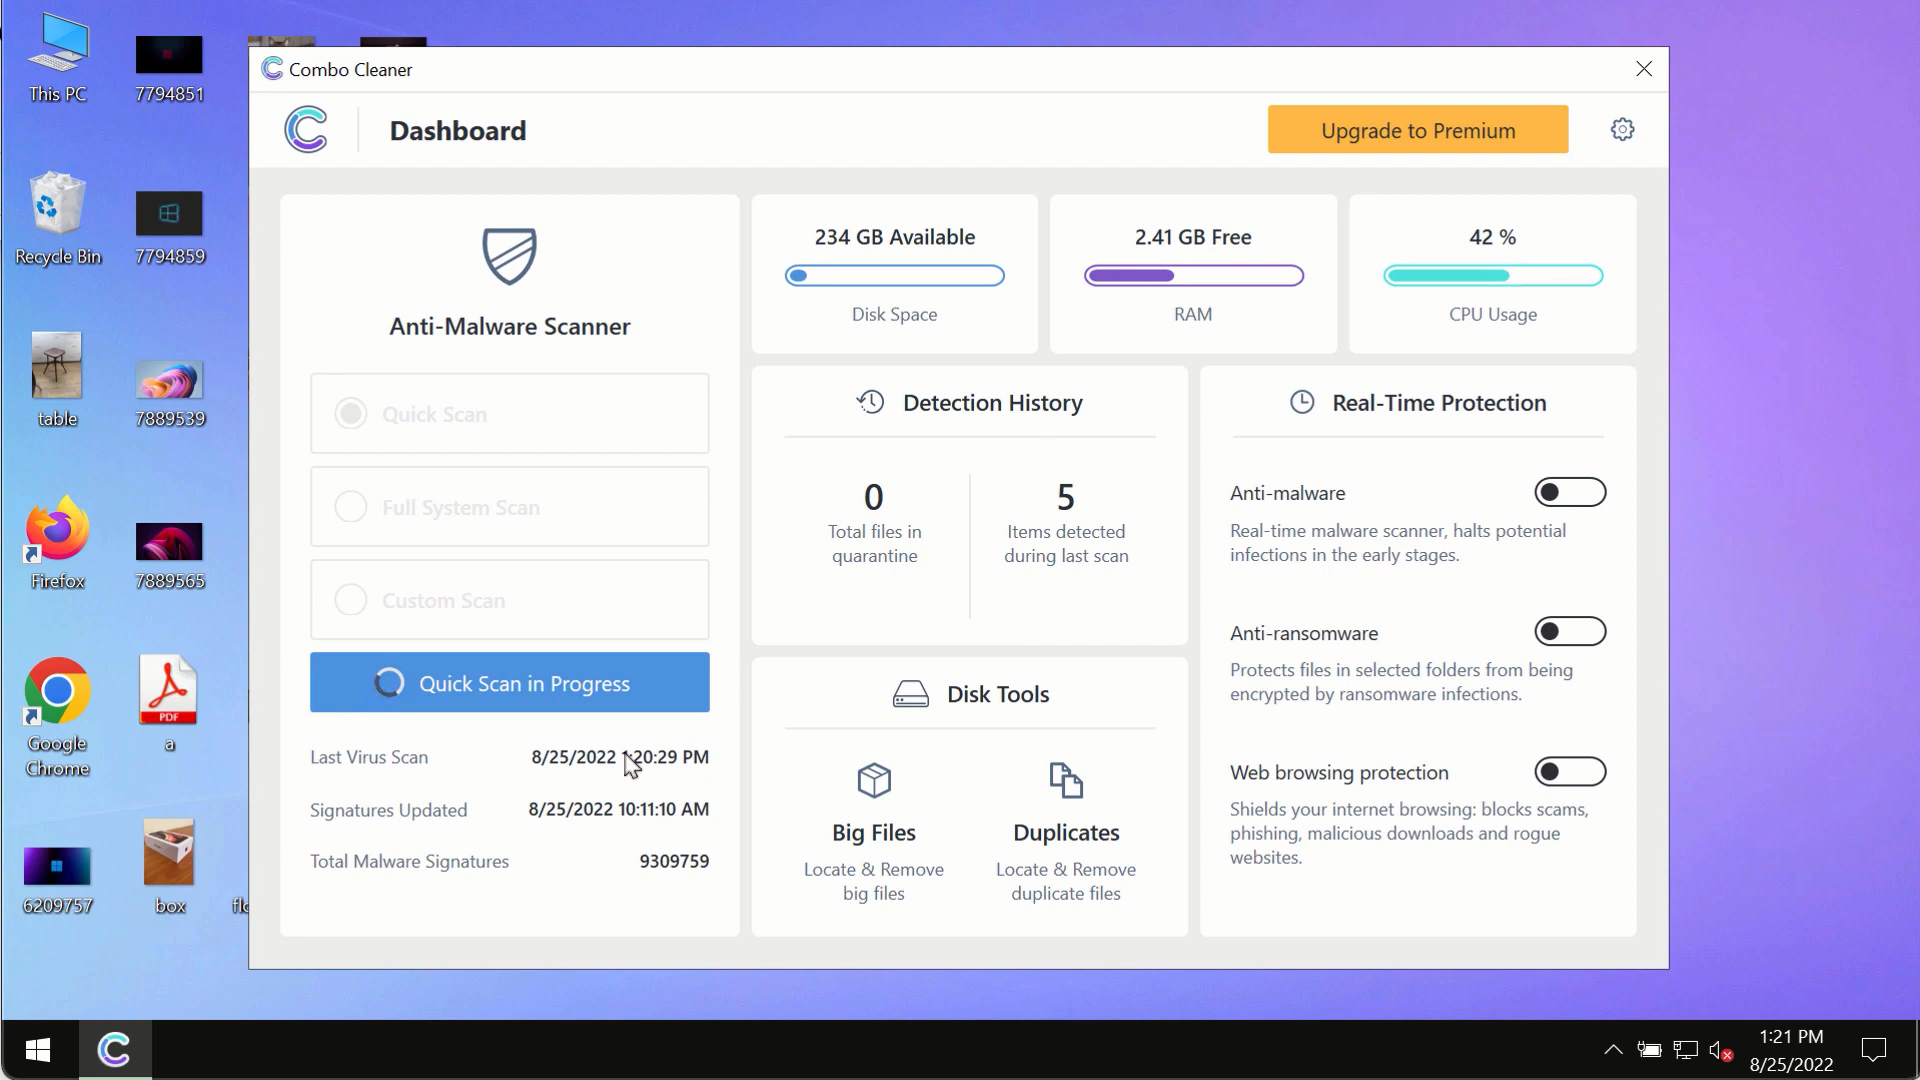 This PC
7794851
Recycle Bin
7794859
table
7889539
Firefox
7889565
Google
Chrome
PDF
a
6209757
box
Combo Cleaner
Dashboard
Upgrade to Premium
Anti-Malware Scanner
Quick Scan
Full System Scan
Custom Scan
Quick Scan in Progress
Last Virus Scan
8/25/2022 1:20:29 PM
Signatures Updated
8/25/2022 10:11:10 AM
Total Malware Signatures
9309759
234 GB Available
Disk Space
2.41 GB Free
RAM
42 %
CPU Usage
Detection History
0
Total files in
quarantine
5
Items detected
during last scan
Disk Tools
Big Files
Locate & Remove
big files
Duplicates
Locate & Remove
duplicate files
Real-Time Protection
Anti-malware
Real-time malware scanner, halts potential
infections in the early stages.
Anti-ransomware
Protects files in selected folders from being
encrypted by ransomware infections.
Web browsing protection
Shields your internet browsing: blocks scams,
phishing, malicious downloads and rogue
websites.
1:21 PM
8/25/2022